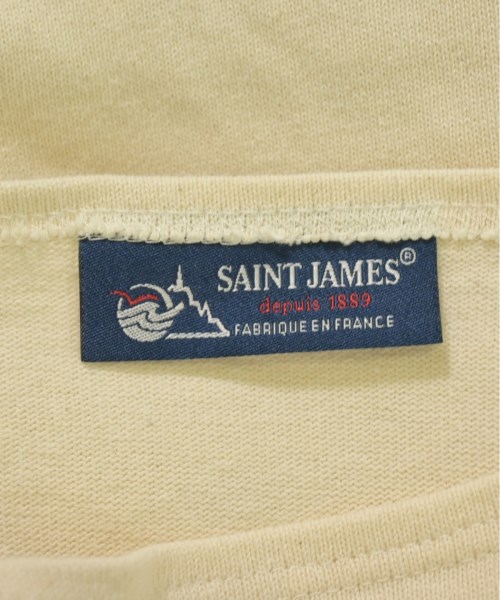 SAINT JAMES®
depuis 1889
FABRIQUE EN FRANCE